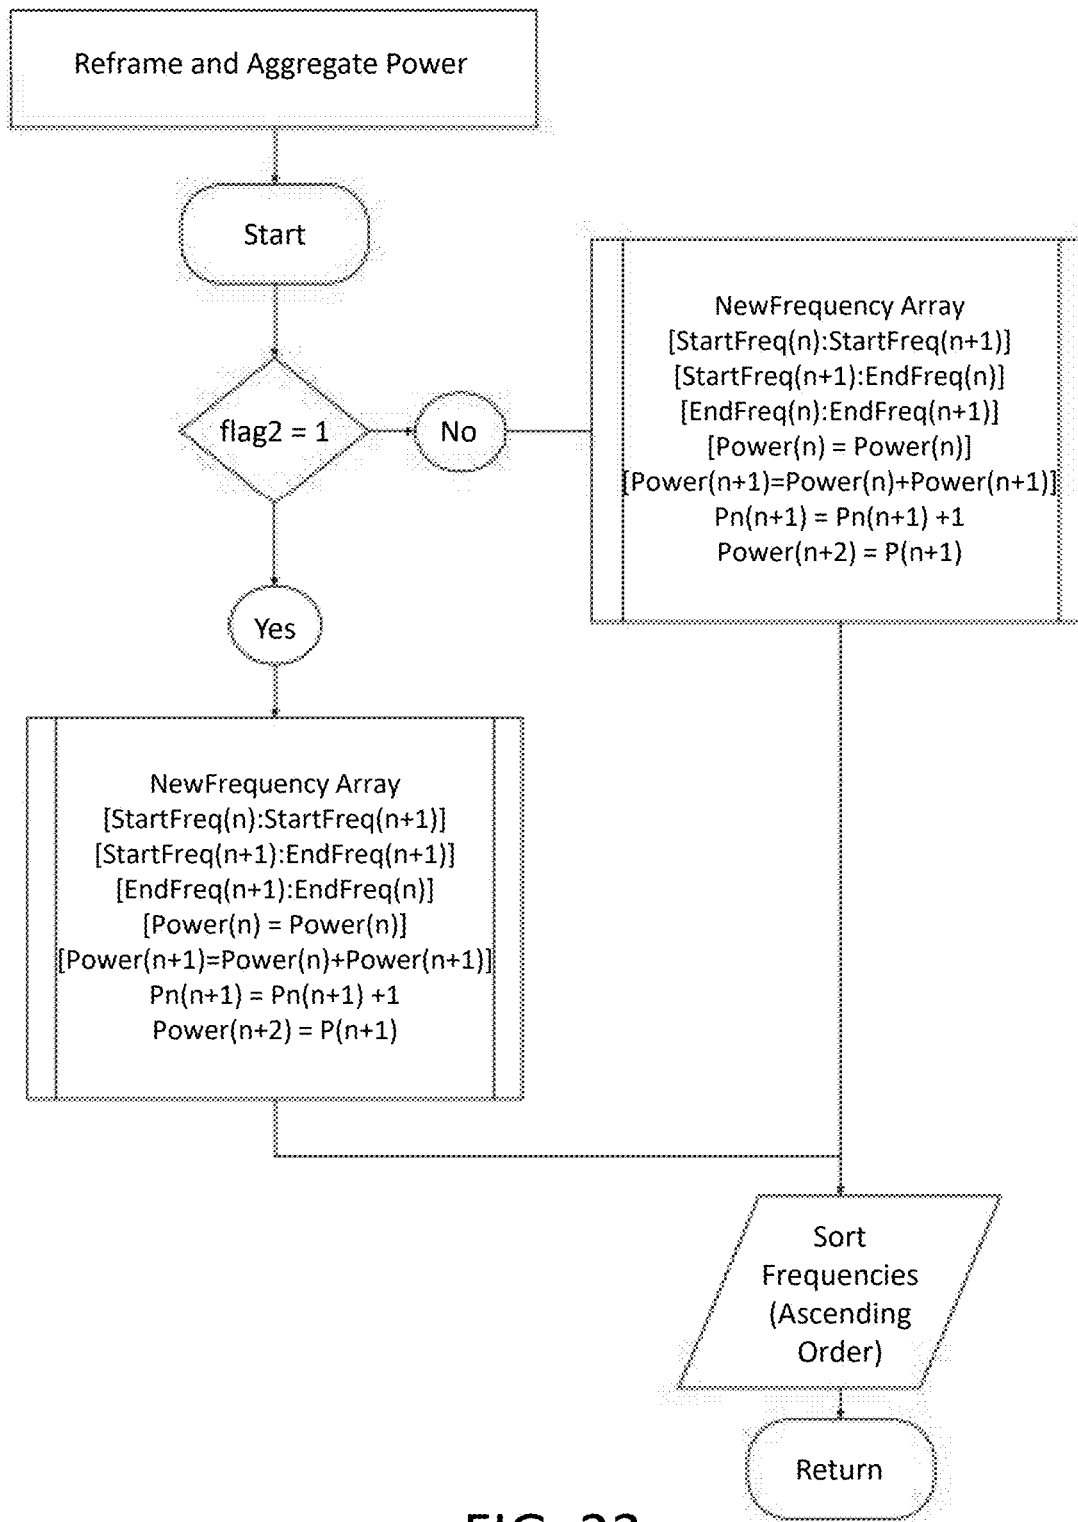 Reframe and Aggregate Power
Start
flag2 = 1
No
NewFrequency Array
[StartFreq(n):StartFreq(n+1)]
[StartFreq(n+1):EndFreq(n)]
[EndFreq(n):EndFreq(n+1)]
[Power(n) = Power(n)]
[Power(n+1)=Power(n)+Power(n+1)]
Pn(n+1) = Pn(n+1) +1
Power(n+2) = P(n+1)
Yes
NewFrequency Array
[StartFreq(n):StartFreq(n+1)]
[StartFreq(n+1):EndFreq(n+1)]
[EndFreq(n+1):EndFreq(n)]
[Power(n) = Power(n)]
[Power(n+1)=Power(n)+Power(n+1)]
Pn(n+1) = Pn(n+1) +1
Power(n+2) = P(n+1)
Sort
Frequencies
(Ascending
Order)
Return